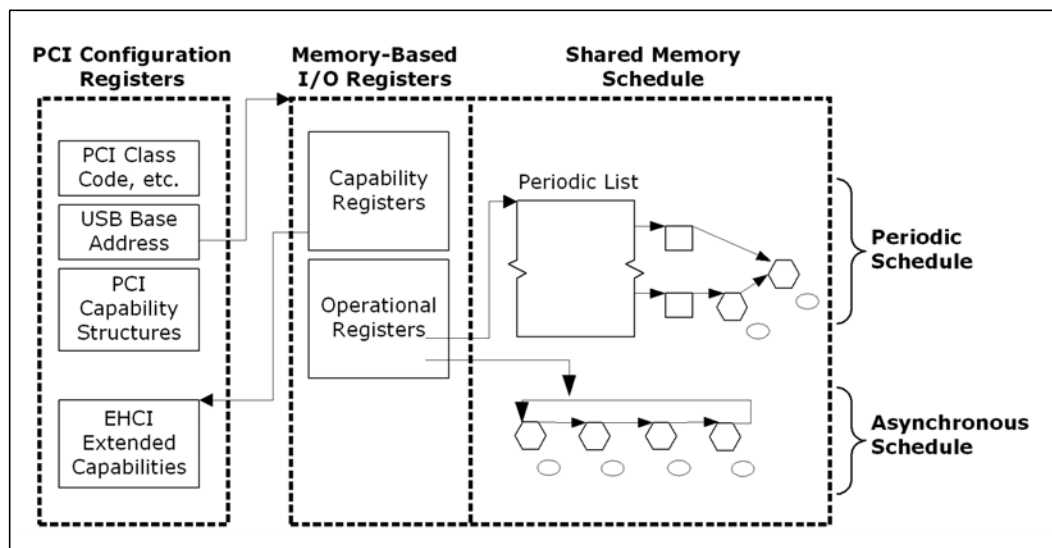 PCI Configuration
Registers
Memory-Based
I/O Registers
Shared Memory
Schedule
PCI Class
Code, etc.
USB Base
Address
PCI
Capability
Structures
EHCI
Extended
Capabilities
Capability
Registers
Operational
Registers
Periodic List
Periodic
Schedule
Asynchronous
Schedule